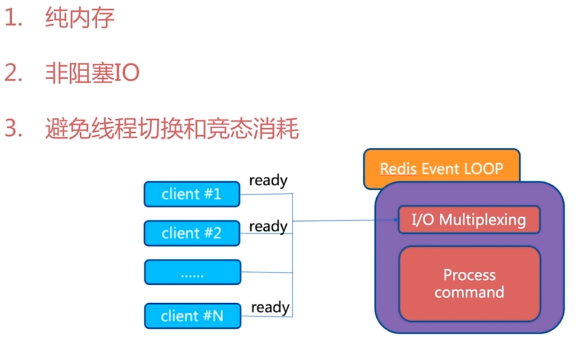 1. 纯内存
2. 非阻塞IO
3. 避免线程切换和竞态消耗
Redis Event LOOP
ready
client #1
I/O Multiplexing
ready
client #2
......
Process
command
ready
client #N